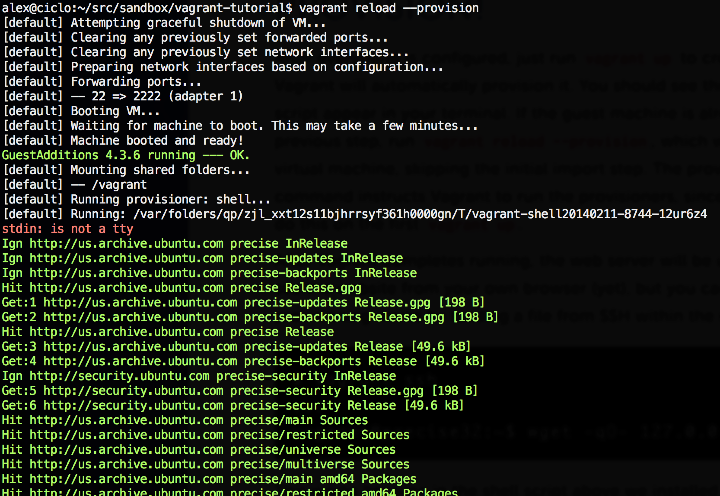 alex@ciclo:~/src/sandbox/vagrant-tutorial$ vagrant reload --provision
[default] Attempting graceful shutdown of VM...
[default] Clearing any previously set forwarded ports...
[default] Clearing any previously set network interfaces...
[default] Preparing network interfaces based on configuration...
[default] Forwarding ports...
[default] -- 22 => 2222 (adapter 1)
[default] Booting VM...
[default] Waiting for machine to boot. This may take a few minutes...
[default] Machine booted and ready!
GuestAdditions 4.3.6 running --- OK.
[default] Mounting shared folders...
[default] -- /vagrant
[default] Running provisioner: shell...
[default] Running: /var/folders/qp/zjl_xxt12s11bjhrrsyf361h0000gn/T/vagrant-shell20140211-8744-12ur6z4
stdin: is not a tty
Ign http://us.archive.ubuntu.com precise InRelease
Ign http://us.archive.ubuntu.com precise-updates InRelease
Ign http://us.archive.ubuntu.com precise-backports InRelease
Hit http://us.archive.ubuntu.com precise Release.gpg
Get:1 http://us.archive.ubuntu.com precise-updates Release.gpg [198 B]
Get:2 http://us.archive.ubuntu.com precise-backports Release.gpg [198 B]
Hit http://us.archive.ubuntu.com precise Release
Get:3 http://us.archive.ubuntu.com precise-updates Release [49.6 kB]
Get:4 http://us.archive.ubuntu.com precise-backports Release [49.6 kB]
Ign http://security.ubuntu.com precise-security InRelease
Get:5 http://security.ubuntu.com precise-security Release.gpg [198 B]
Get:6 http://security.ubuntu.com precise-security Release [49.6 kB]
Hit http://us.archive.ubuntu.com precise/main Sources
Hit http://us.archive.ubuntu.com precise/restricted Sources
Hit http://us.archive.ubuntu.com precise/universe Sources
Hit http://us.archive.ubuntu.com precise/multiverse Sources
Hit http://us.archive.ubuntu.com precise/main amd64 Packages
Hit http://us.archive.ubuntu.com precise/restricted amd64 Packages